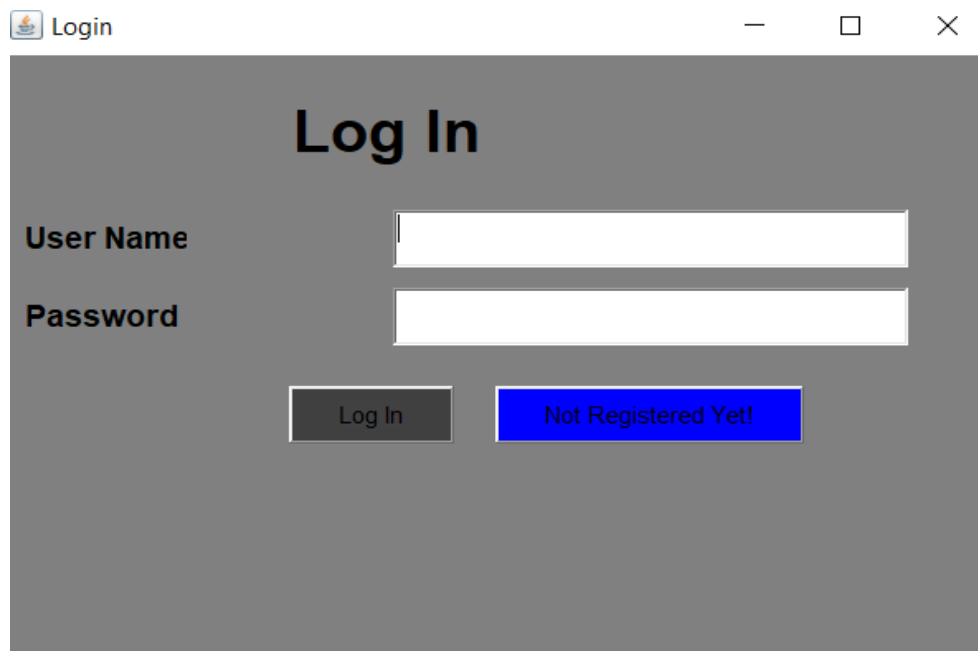 Login
Log In
User Name
Password
Log In
Not Registered Yet!